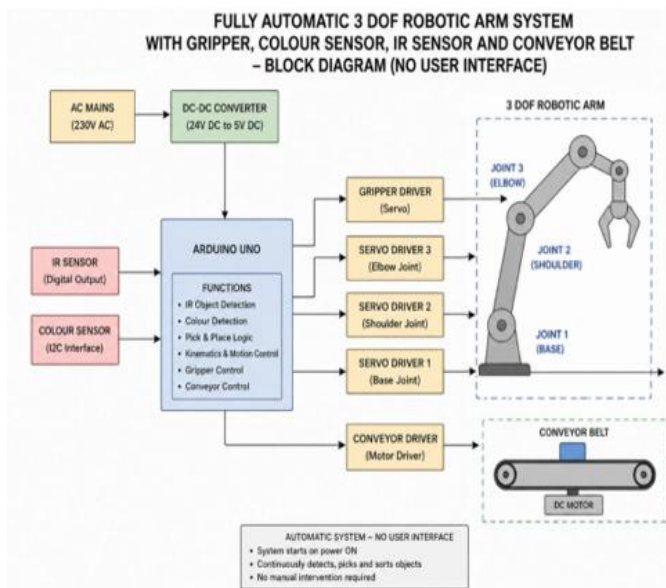 FULLY AUTOMATIC 3 DOF ROBOTIC ARM SYSTEM
WITH GRIPPER, COLOUR SENSOR, IR SENSOR AND CONVEYOR BELT
– BLOCK DIAGRAM (NO USER INTERFACE)
AC MAINS
(230V AC)
DC-DC CONVERTER
(24V DC to 5V DC)
3 DOF ROBOTIC ARM
JOINT 3
(ELBOW)
GRIPPER DRIVER
(Servo)
ARDUINO UNO
IR SENSOR
(Digital Output)
SERVO DRIVER 3
(Elbow Joint)
JOINT 2
(SHOULDER)
FUNCTIONS
• IR Object Detection
• Colour Detection
• Pick & Place Logic
• Kinematics & Motion Control
• Gripper Control
• Conveyor Control
COLOUR SENSOR
(I2C Interface)
SERVO DRIVER 2
(Shoulder Joint)
JOINT 1
(BASE)
SERVO DRIVER 1
(Base Joint)
CONVEYOR DRIVER
(Motor Driver)
CONVEYOR BELT
DC MOTOR
AUTOMATIC SYSTEM – NO USER INTERFACE
• System starts on power ON
• Continuously detects, picks and sorts objects
• No manual intervention required